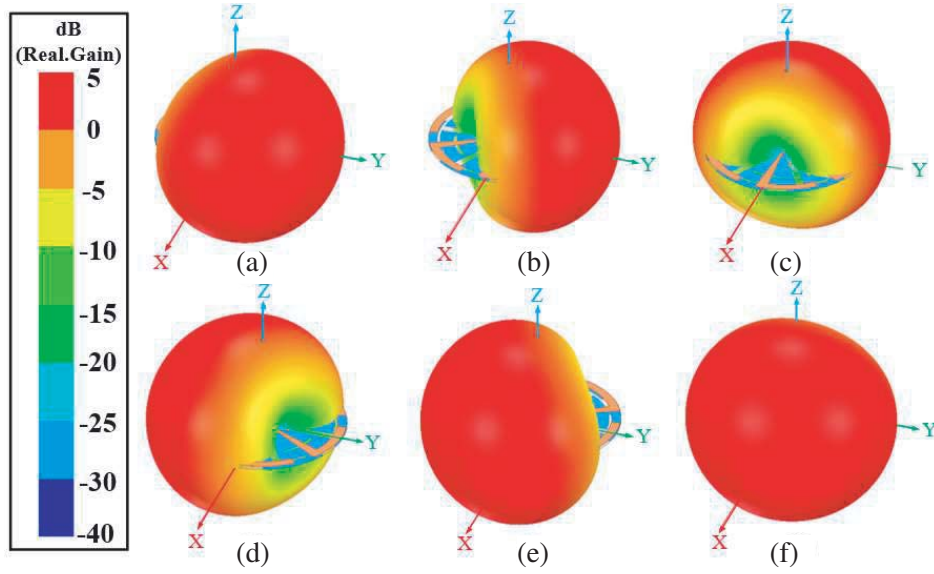 dB
(Real.Gain)
5
0
-5
-10
-15
-20
-25
-30
-40
Z
Y
X
(a)
Z
Y
X
(b)
Z
Y
X
(c)
Z
Y
X
(d)
Z
Y
X
(e)
Z
Y
X
(f)